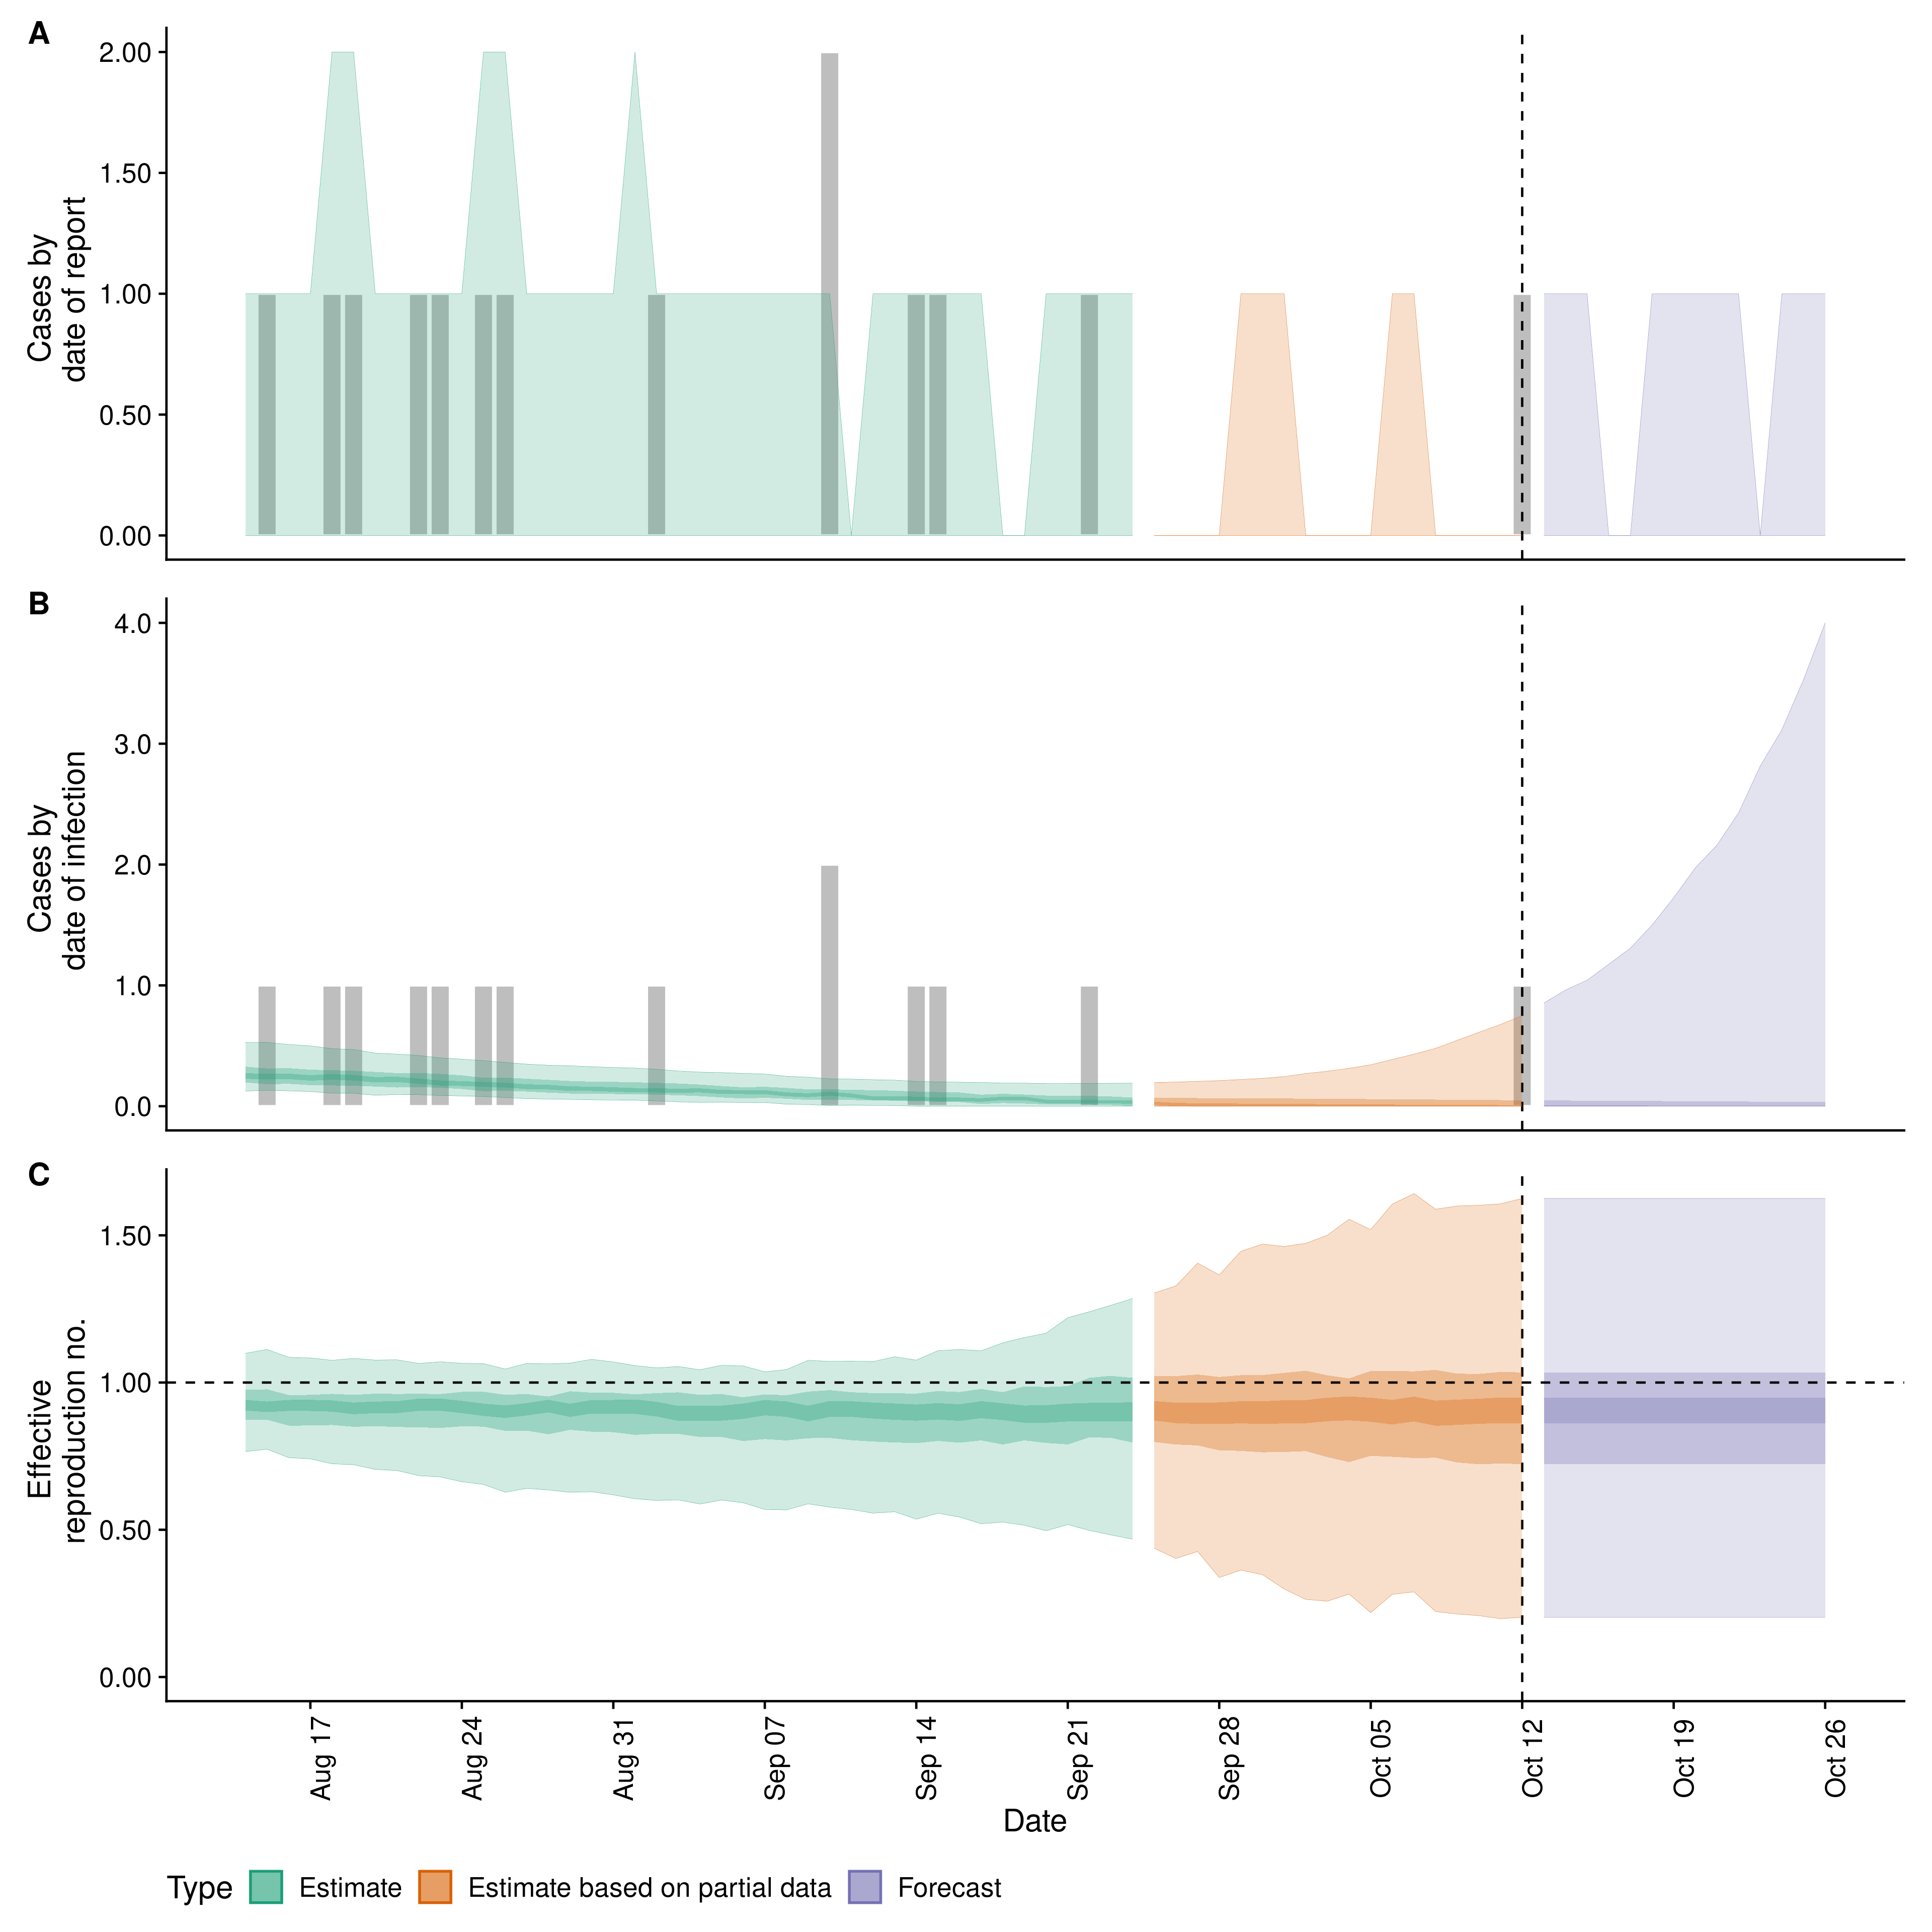 A
2.00
1.50
1.00
0.50
0.00
Cases by
date of report
B
4.0
3.0
2.0
1.0
0.0
Cases by
date of infection
C
1.50
1.00
0.50
0.00
Effective
reproduction no.
Aug 17
Aug 24
Aug 31
Sep 07
Sep 14
Sep 21
Sep 28
Oct 05
Oct 12
Oct 19
Oct 26
Date
Type Estimate Estimate based on partial data Forecast